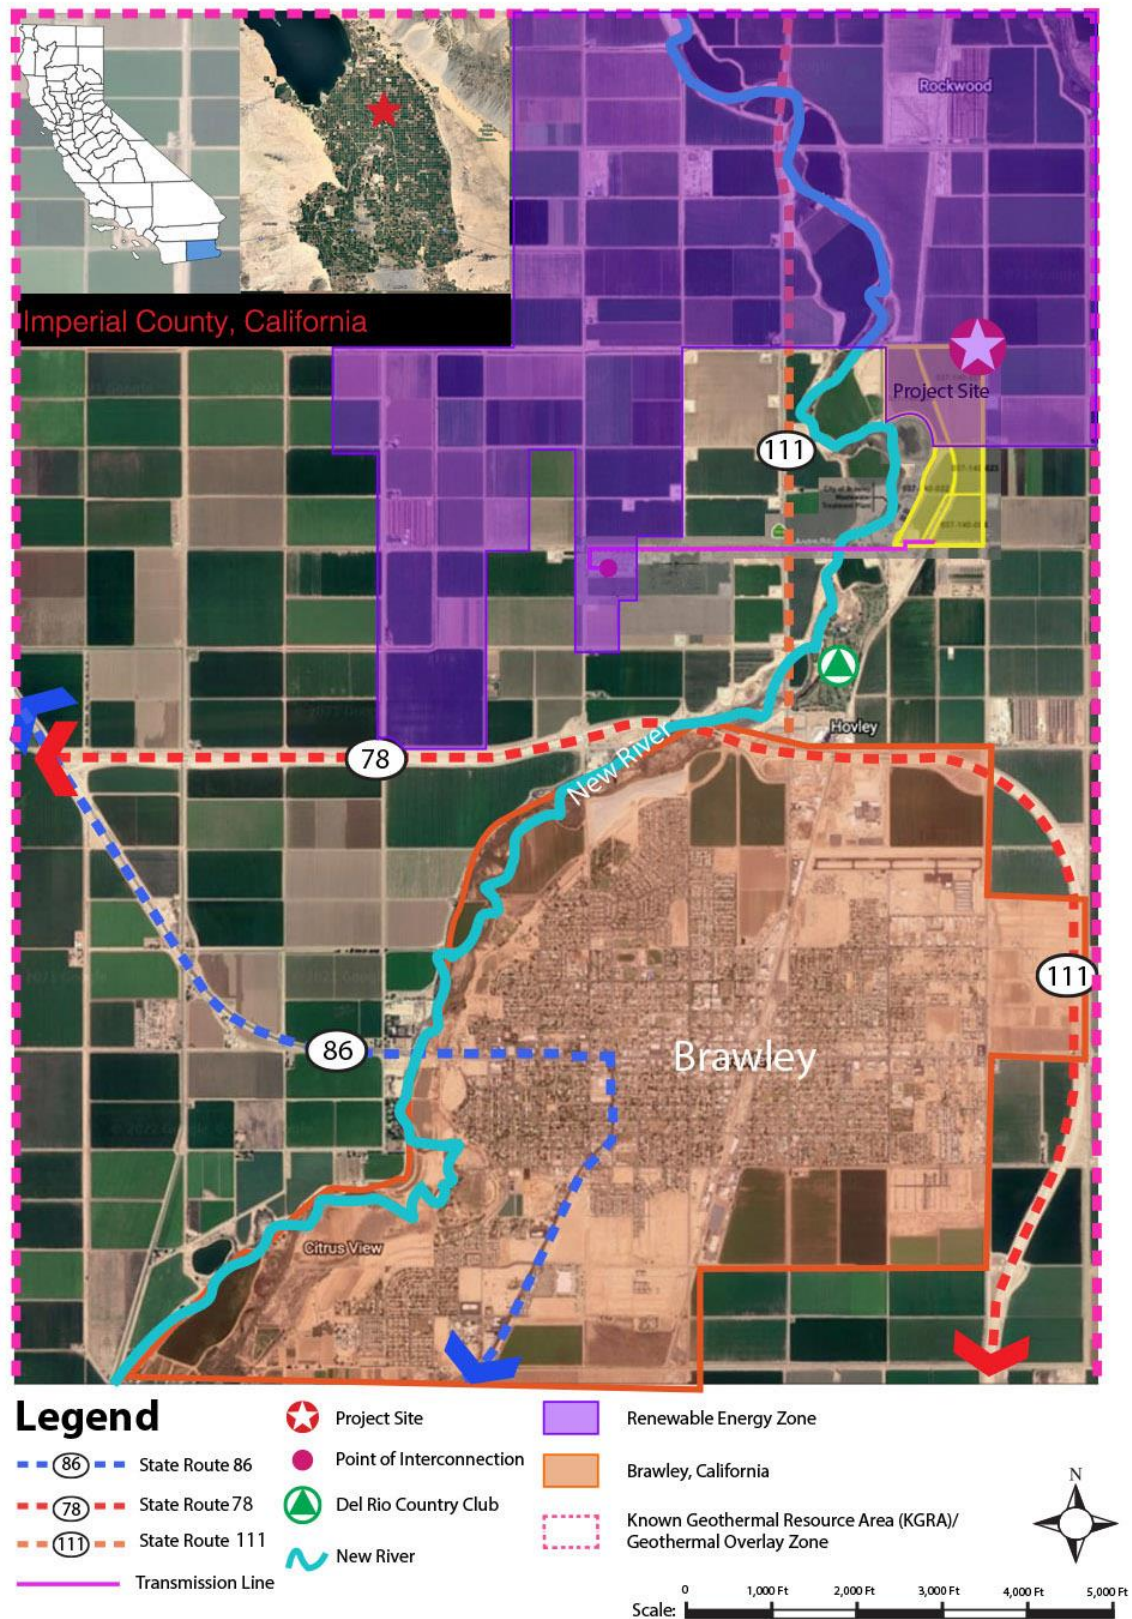 Imperial County, California
Rockwood
Project Site
111
New River
Hovley
78
111
86
Brawley
Citrus View
Legend
86
State Route 86
78
State Route 78
111
State Route 111
Transmission Line
Project Site
Point of Interconnection
Del Rio Country Club
New River
Renewable Energy Zone
Brawley, California
Known Geothermal Resource Area (KGRA)/
Geothermal Overlay Zone
N
Scale:
0
1,000 Ft
2,000 Ft
3,000 Ft
4,000 Ft
5,000 Ft